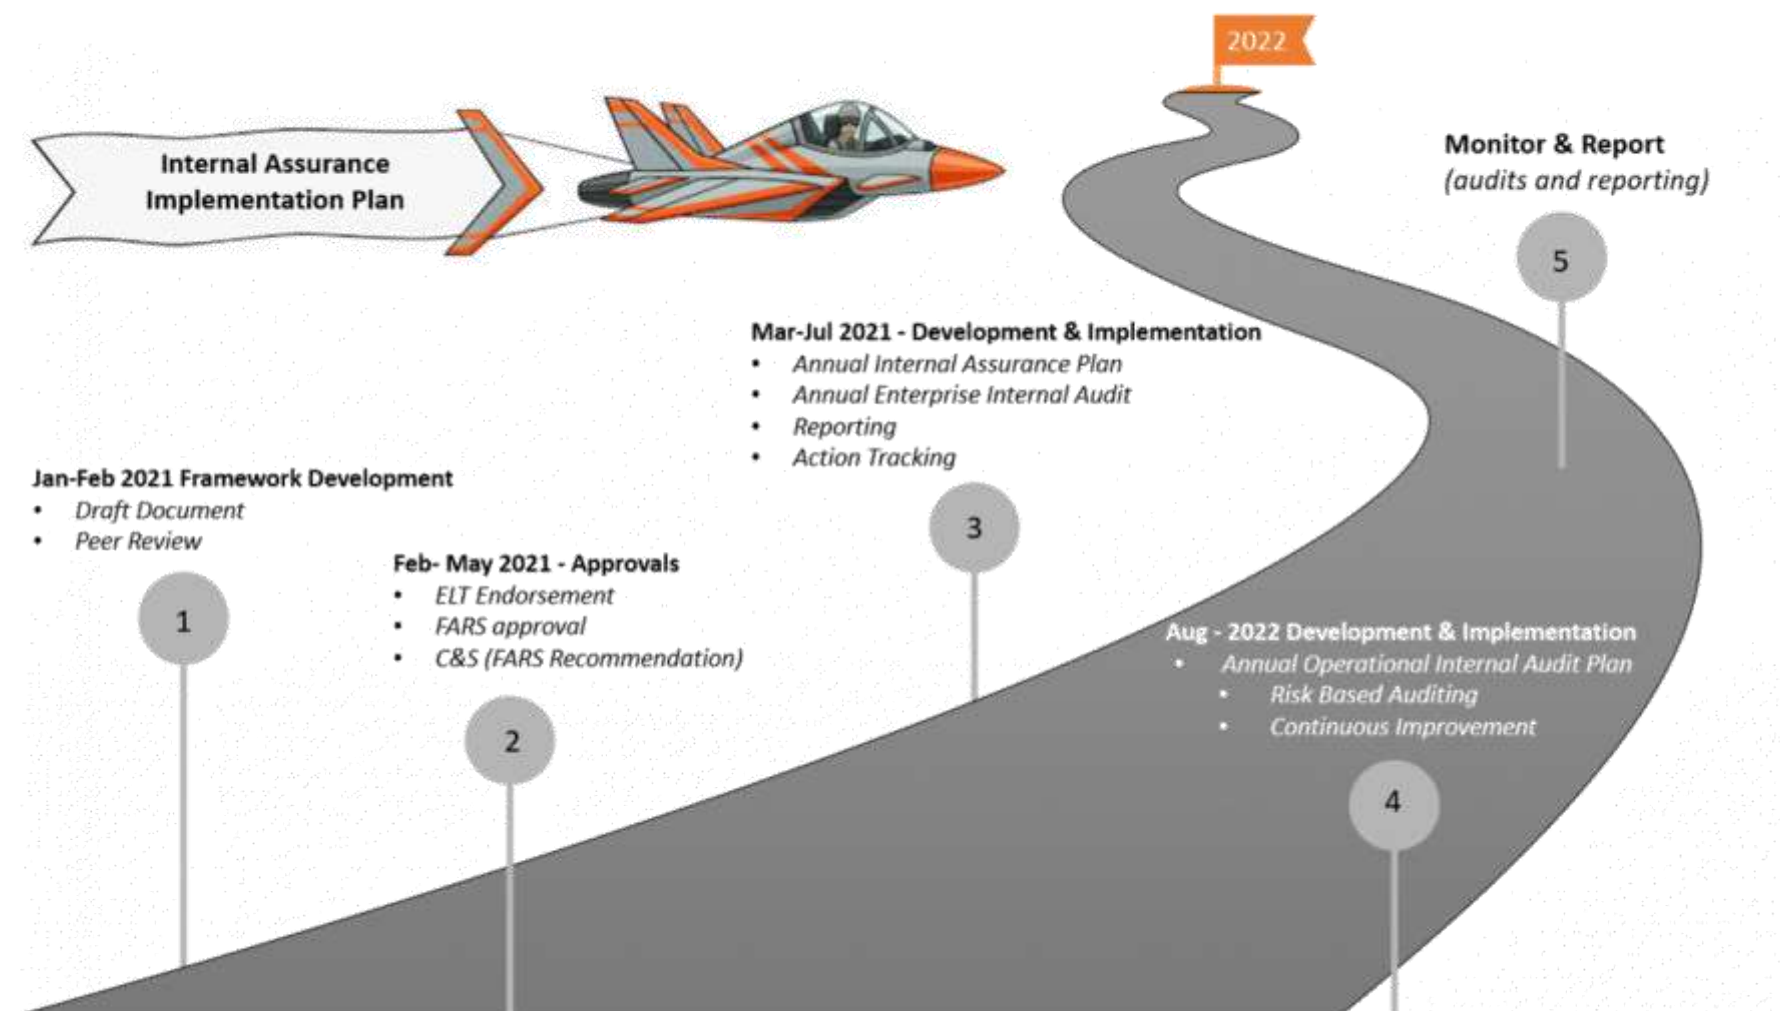 2022
Internal Assurance
Implementation Plan
Monitor & Report
(audits and reporting)
5
Mar-Jul 2021 - Development & Implementation
• Annual Internal Assurance Plan
• Annual Enterprise Internal Audit
• Reporting
• Action Tracking
3
Jan-Feb 2021 Framework Development
• Draft Document
• Peer Review
1
Feb- May 2021 - Approvals
• ELT Endorsement
• FARS approval
• C&S (FARS Recommendation)
2
Aug - 2022 Development & Implementation
• Annual Operational Internal Audit Plan
• Risk Based Auditing
• Continuous Improvement
4